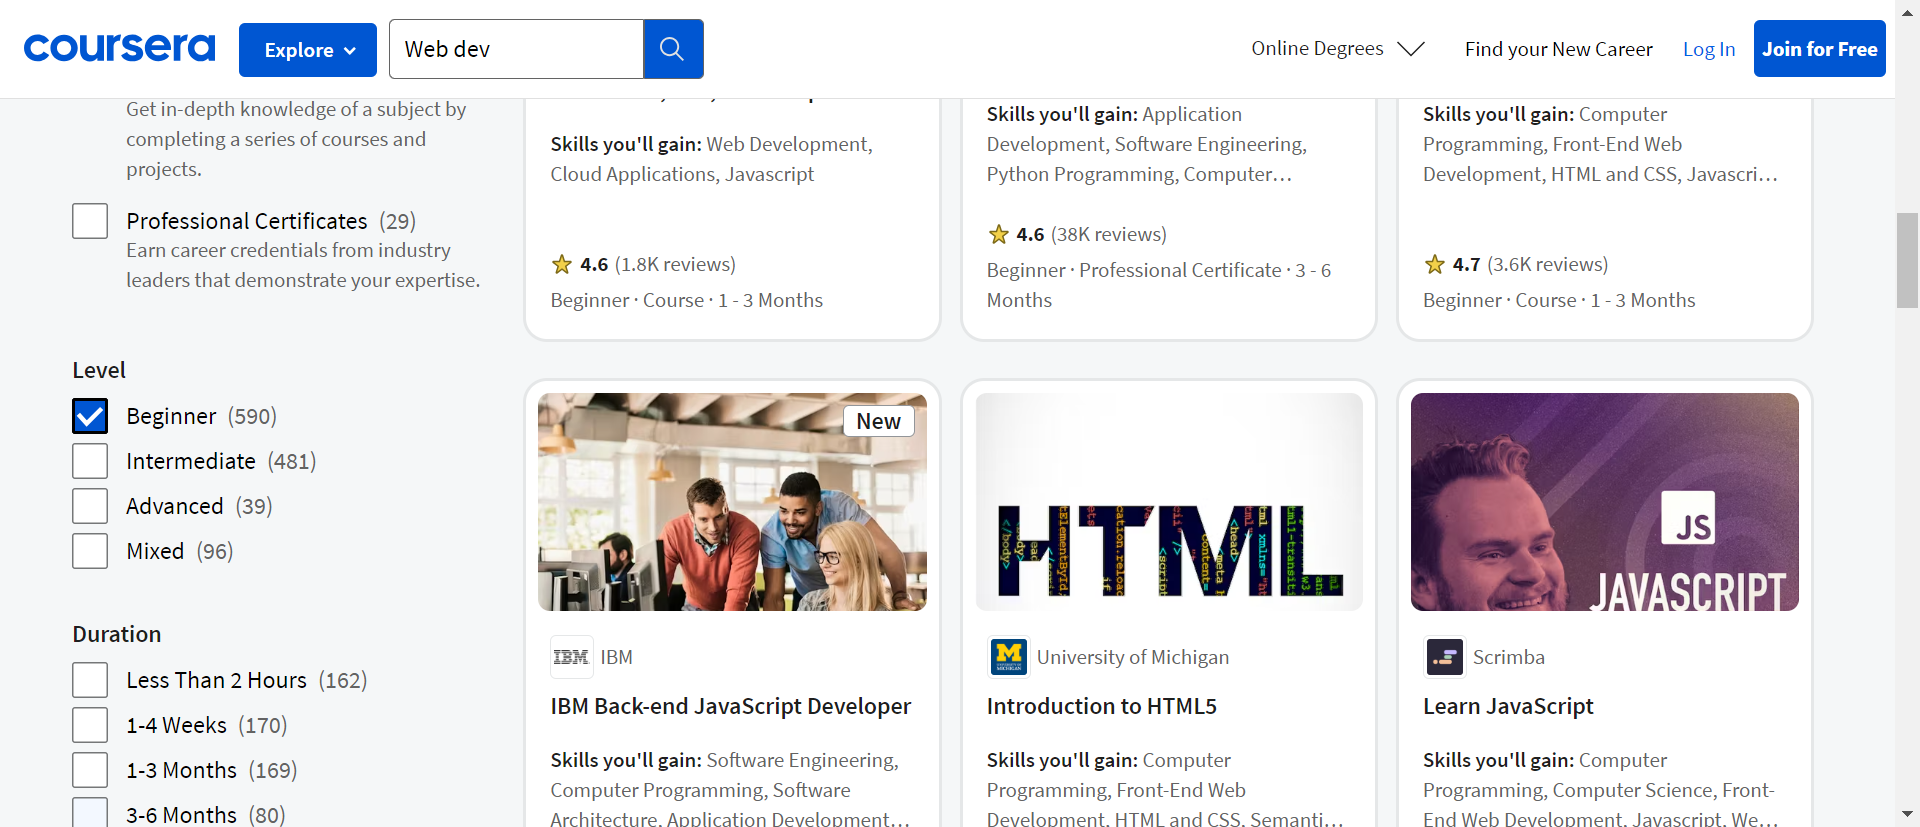 coursera
Explore
Web dev
Online Degrees
Find your New Career
Log In
Join for Free
Get in-depth knowledge of a subject by
completing a series of courses and
projects.
Professional Certificates (29)
Earn career credentials from industry
leaders that demonstrate your expertise.
Level
Beginner (590)
Intermediate (481)
Advanced (39)
Mixed (96)
Duration
Less Than 2 Hours (162)
1-4 Weeks (170)
1-3 Months (169)
3-6 Months (80)
Skills you'll gain: Web Development,
Cloud Applications, Javascript
4.6 (1.8K reviews)
Beginner · Course · 1 - 3 Months
Skills you'll gain: Application
Development, Software Engineering,
Python Programming, Computer…
4.6 (38K reviews)
Beginner · Professional Certificate · 3 - 6
Months
Skills you'll gain: Computer
Programming, Front-End Web
Development, HTML and CSS, Javascri…
4.7 (3.6K reviews)
Beginner · Course · 1 - 3 Months
New
IBM
IBM
IBM Back-end JavaScript Developer
Skills you'll gain: Software Engineering,
Computer Programming, Software
Architecture, Application Development…
HTML
M
University of Michigan
Introduction to HTML5
Skills you'll gain: Computer
Programming, Front-End Web
Development, HTML and CSS, Semanti…
JS
JAVASCRIPT
Scrimba
Learn JavaScript
Skills you'll gain: Computer
Programming, Computer Science, Front-
End Web Development, Javascript, We…